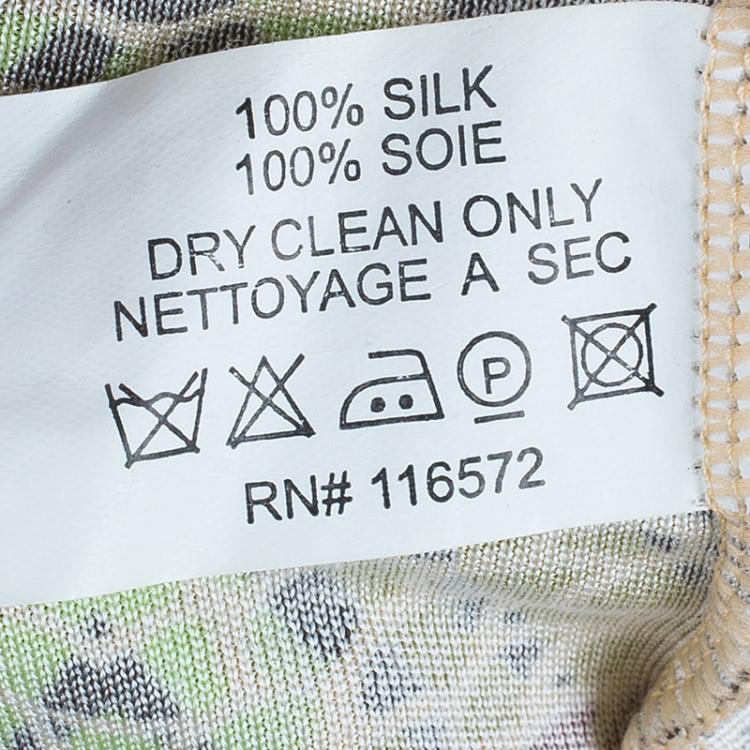 100% SILK
100% SOIE
DRY CLEAN ONLY
NETTOYAGE A SEC
P
RN# 116572